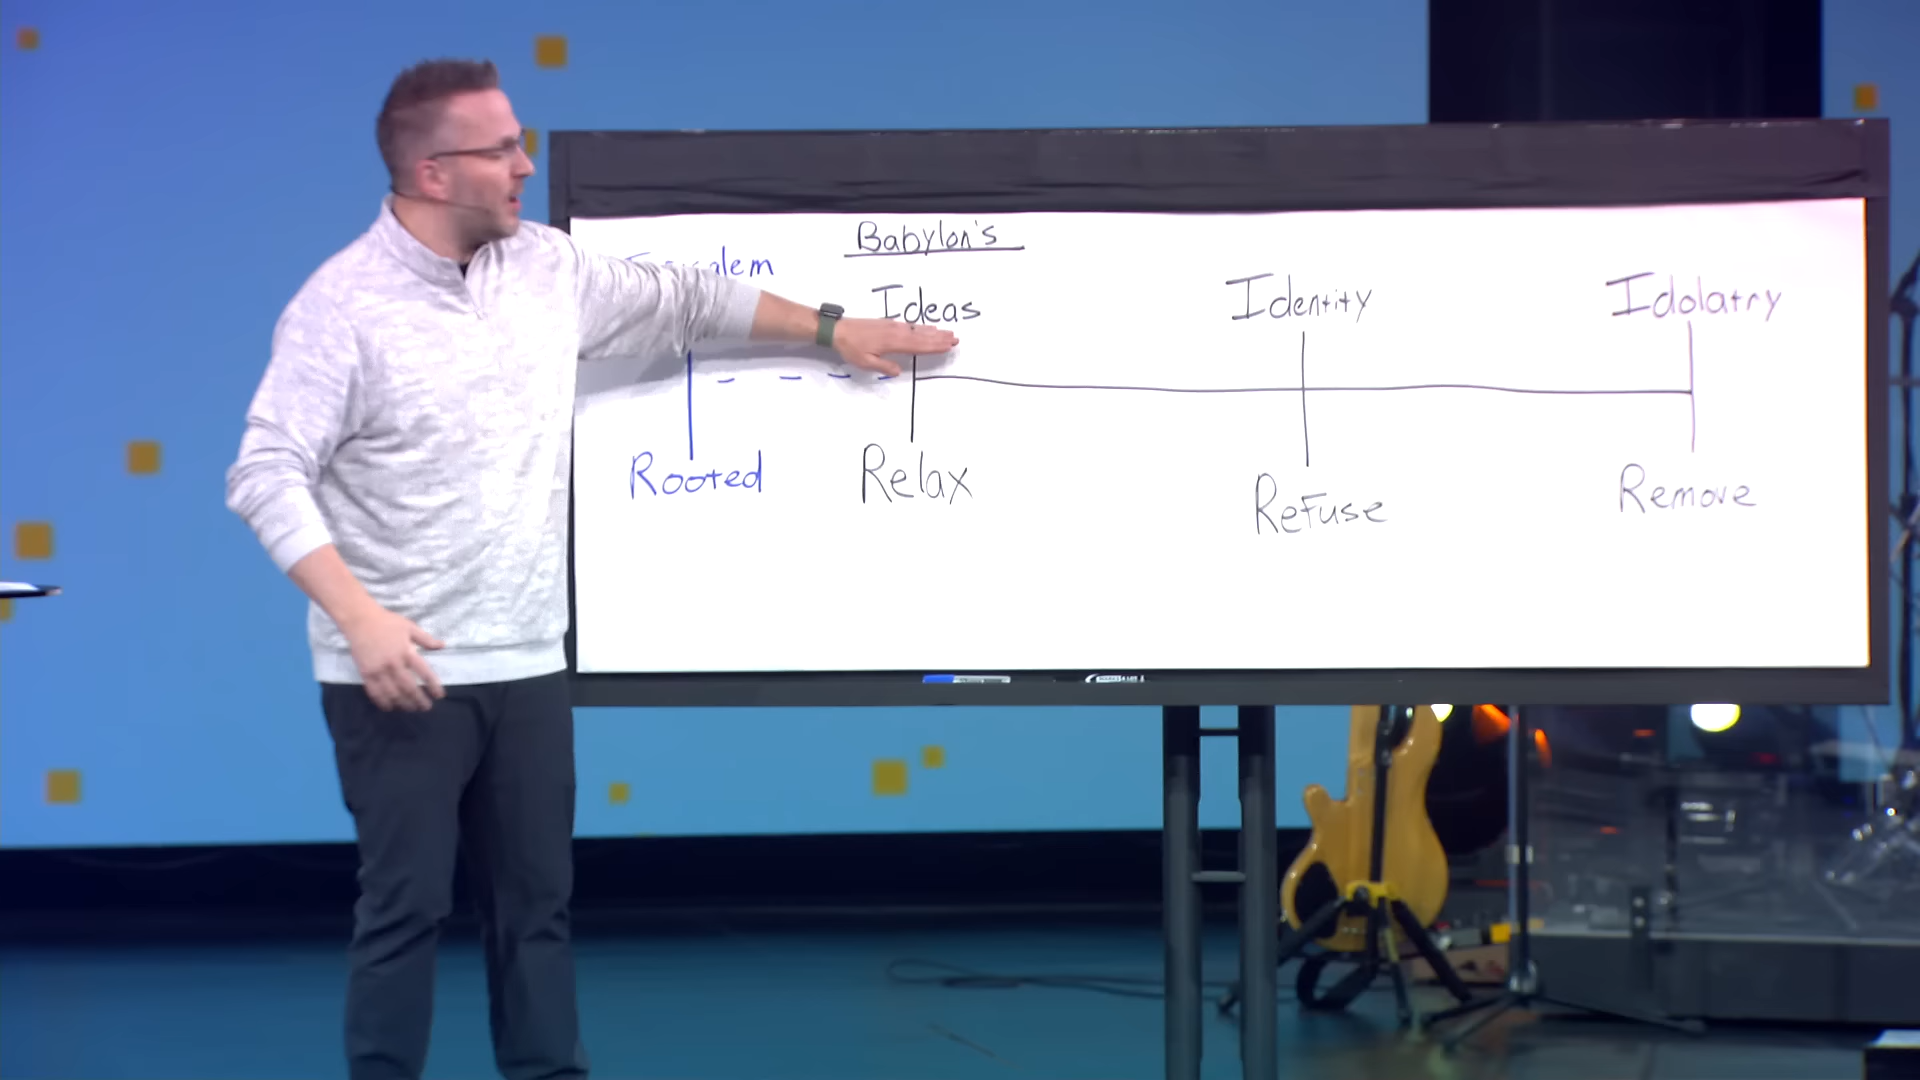 Babylon's
Ideas
Identity
Idolatry
Rooted
Relax
Refuse
Remove